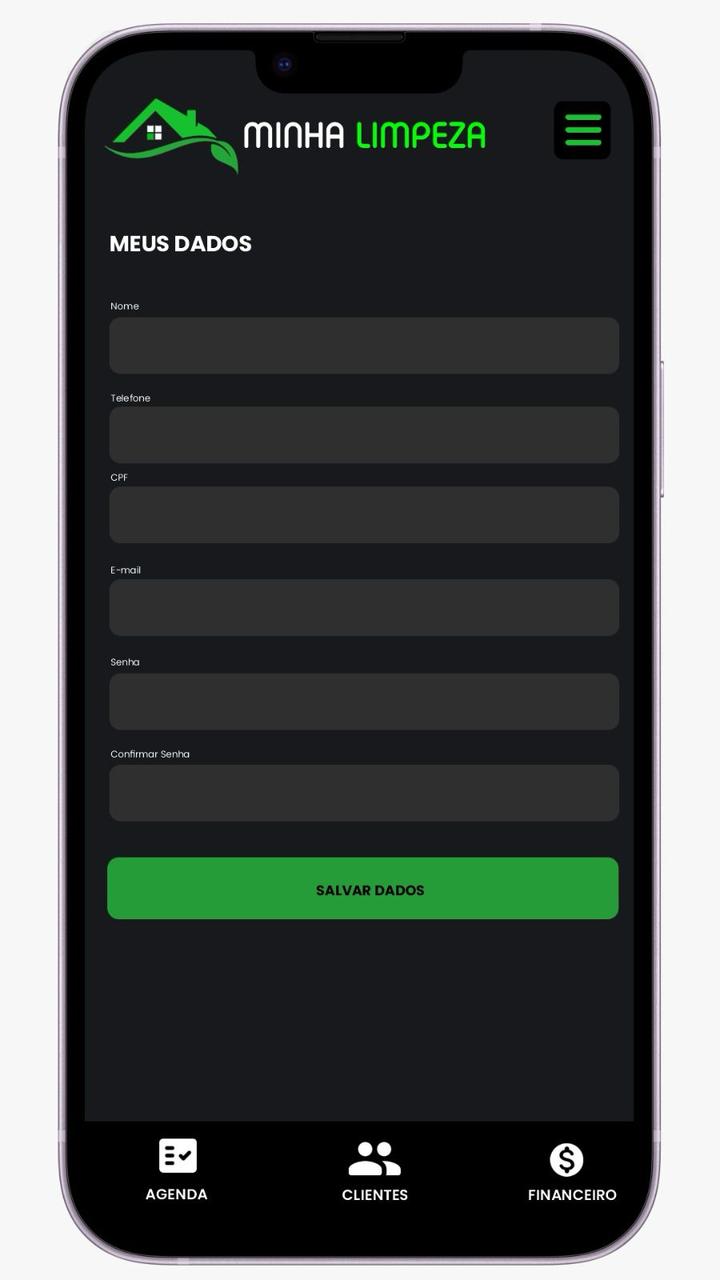 MINHA LIMPEZA
MEUS DADOS
Nome
Telefone
CPF
E-mail
Senha
Confirmar Senha
SALVAR DADOS
AGENDA
CLIENTES
FINANCEIRO